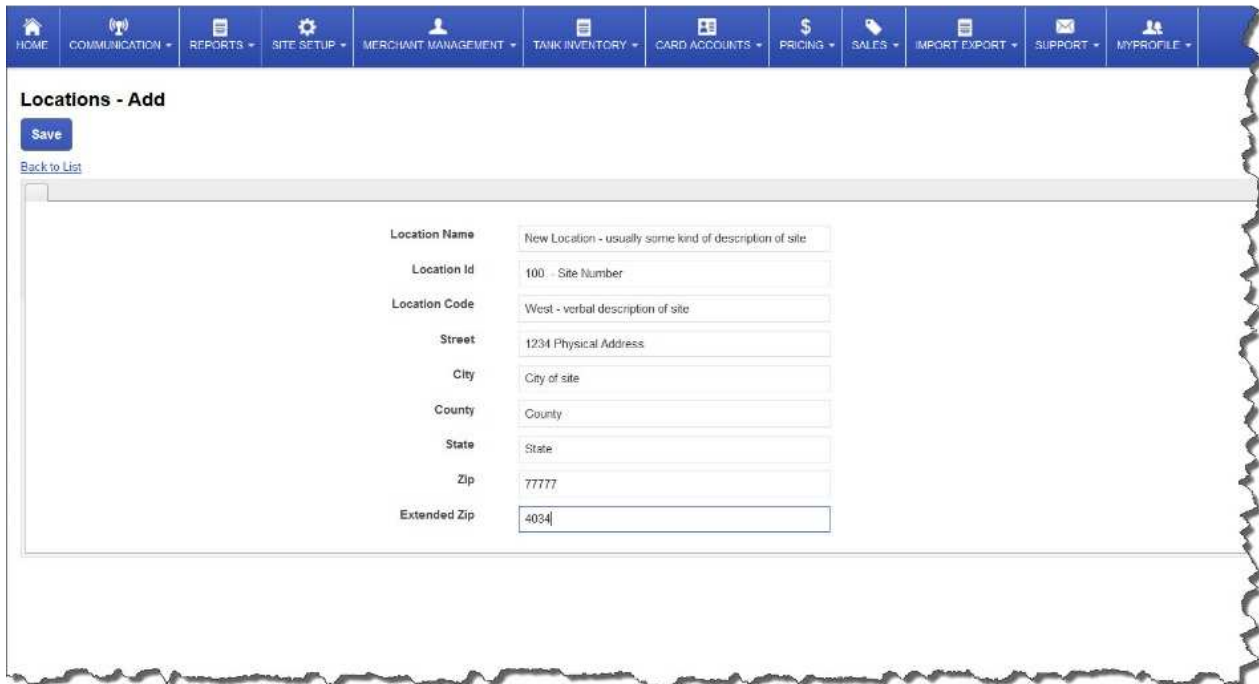 HOME COMMUNICATION REPORTS SITE SETUP MERCHANT MANAGEMENT TANK INVENTORY CARD ACCOUNTS PRICING SALES IMPORT EXPORT SUPPORT MYPROFILE
Locations - Add
Save
Back to List
Location Name New Location - usually some kind of description of site
Location Id 100 - Site Number
Location Code West - verbal description of site
Street 1234 Physical Address
City City of site
County County
State State
Zip 77777
Extended Zip 4034